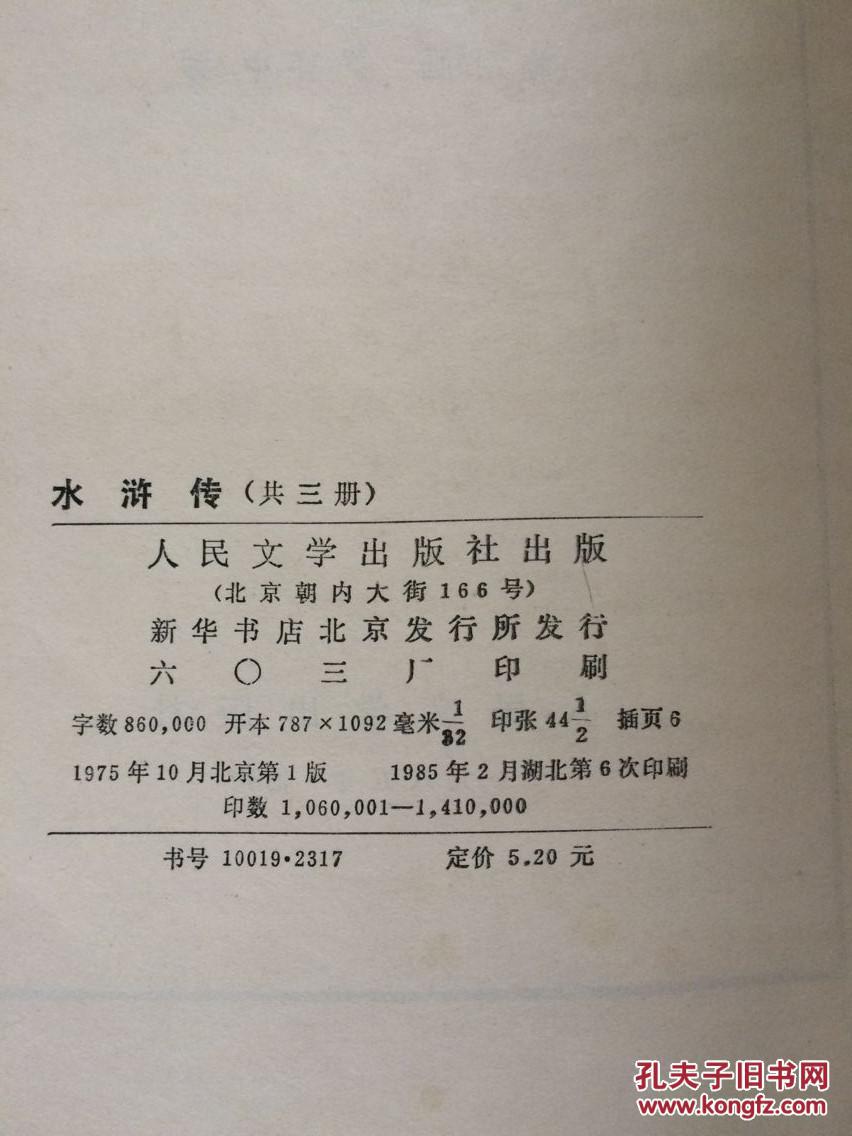 水浒传(共三册)
人民文学出版社出版
(北京朝内大街166号)
新华书店北京发行所发行
六〇三厂印刷
字数860,000 开本787×1092毫米1/32 印张44 1/2 插页6
1975年10月北京第1版 1985年2月湖北第6次印刷
印数 1,060,001—1,410,000
书号 10019·2317 定价 5.20 元
孔夫子旧书网
www.kongfz.com